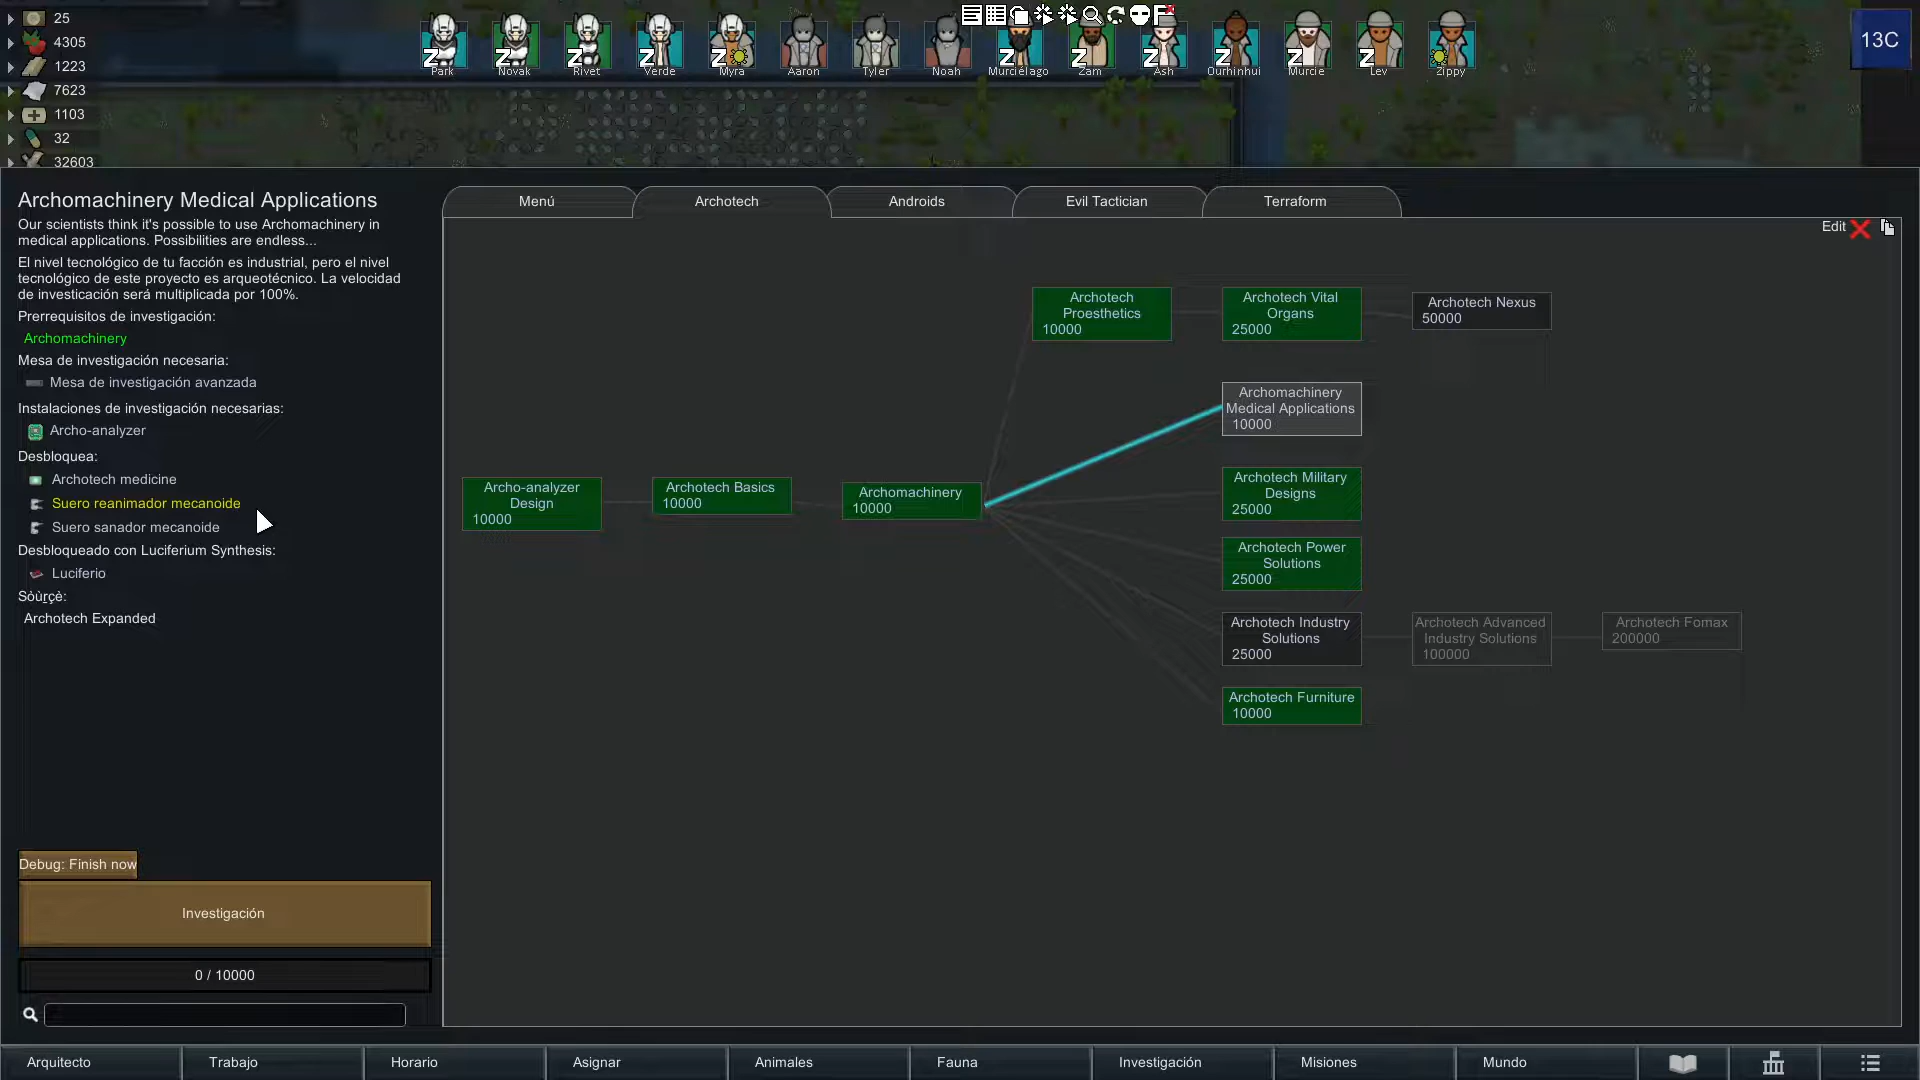 25
4305
1223
7623
1103
32
32603
Park
Novak
Rivet
Verde
Myra
Aaron
Tyler
Noah
Murciélago
Zam
Ash
Ourhinhui
Murcie
Lev
Zippy
13C
Archomachinery Medical Applications
Our scientists think it's possible to use Archomachinery in
medical applications. Possibilities are endless...
El nivel tecnológico de tu facción es industrial, pero el nivel
tecnológico de este proyecto es arqueotécnico. La velocidad
de investicación será multiplicada por 100%.
Prerrequisitos de investigación:
Archomachinery
Mesa de investigación necesaria:
Mesa de investigación avanzada
Instalaciones de investigación necesarias:
Archo-analyzer
Desbloquea:
Archotech medicine
Suero reanimador mecanoide
Suero sanador mecanoide
Desbloqueado con Luciferium Synthesis:
Luciferio
Archotech Expanded
Debug: Finish now
Investigación
0 / 10000
Menú
Archotech
Androids
Evil Tactician
Terraform
Edit
Archotech
Proesthetics
10000
Archotech Vital
Organs
25000
Archotech Nexus
50000
Archomachinery
Medical Applications
10000
Archo-analyzer
Design
10000
Archotech Basics
10000
Archomachinery
10000
Archotech Military
Designs
25000
Archotech Power
Solutions
25000
Archotech Industry
Solutions
25000
Archotech Advanced
Industry Solutions
100000
Archotech Fomax
200000
Archotech Furniture
10000
Arquitecto
Trabajo
Horario
Asignar
Animales
Fauna
Investigación
Misiones
Mundo